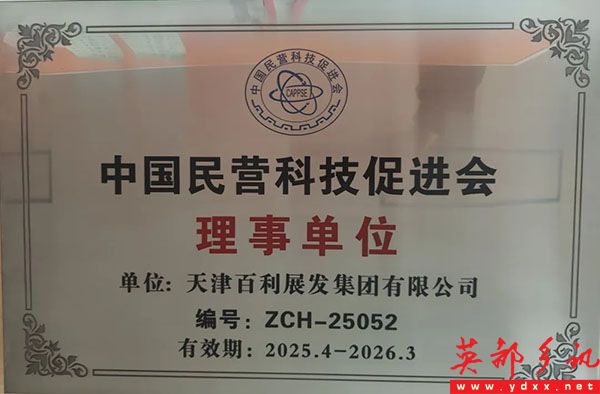 中国民营科技促进会
CAPPSE
中国民营科技促进会
理事单位
单位：天津百利展发集团有限公司
编号：ZCH-25052
有效期：2025.4-2026.3
英都手机
www.ydxx.net